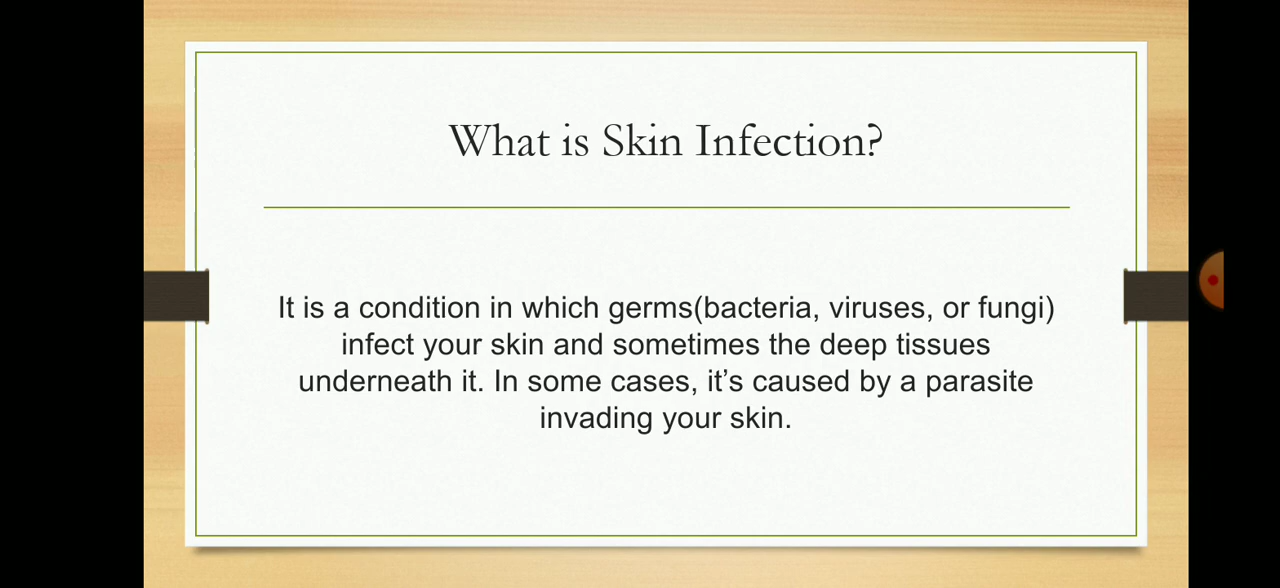 What is Skin Infection?
It is a condition in which germs(bacteria, viruses, or fungi)
infect your skin and sometimes the deep tissues
underneath it. In some cases, it’s caused by a parasite
invading your skin.